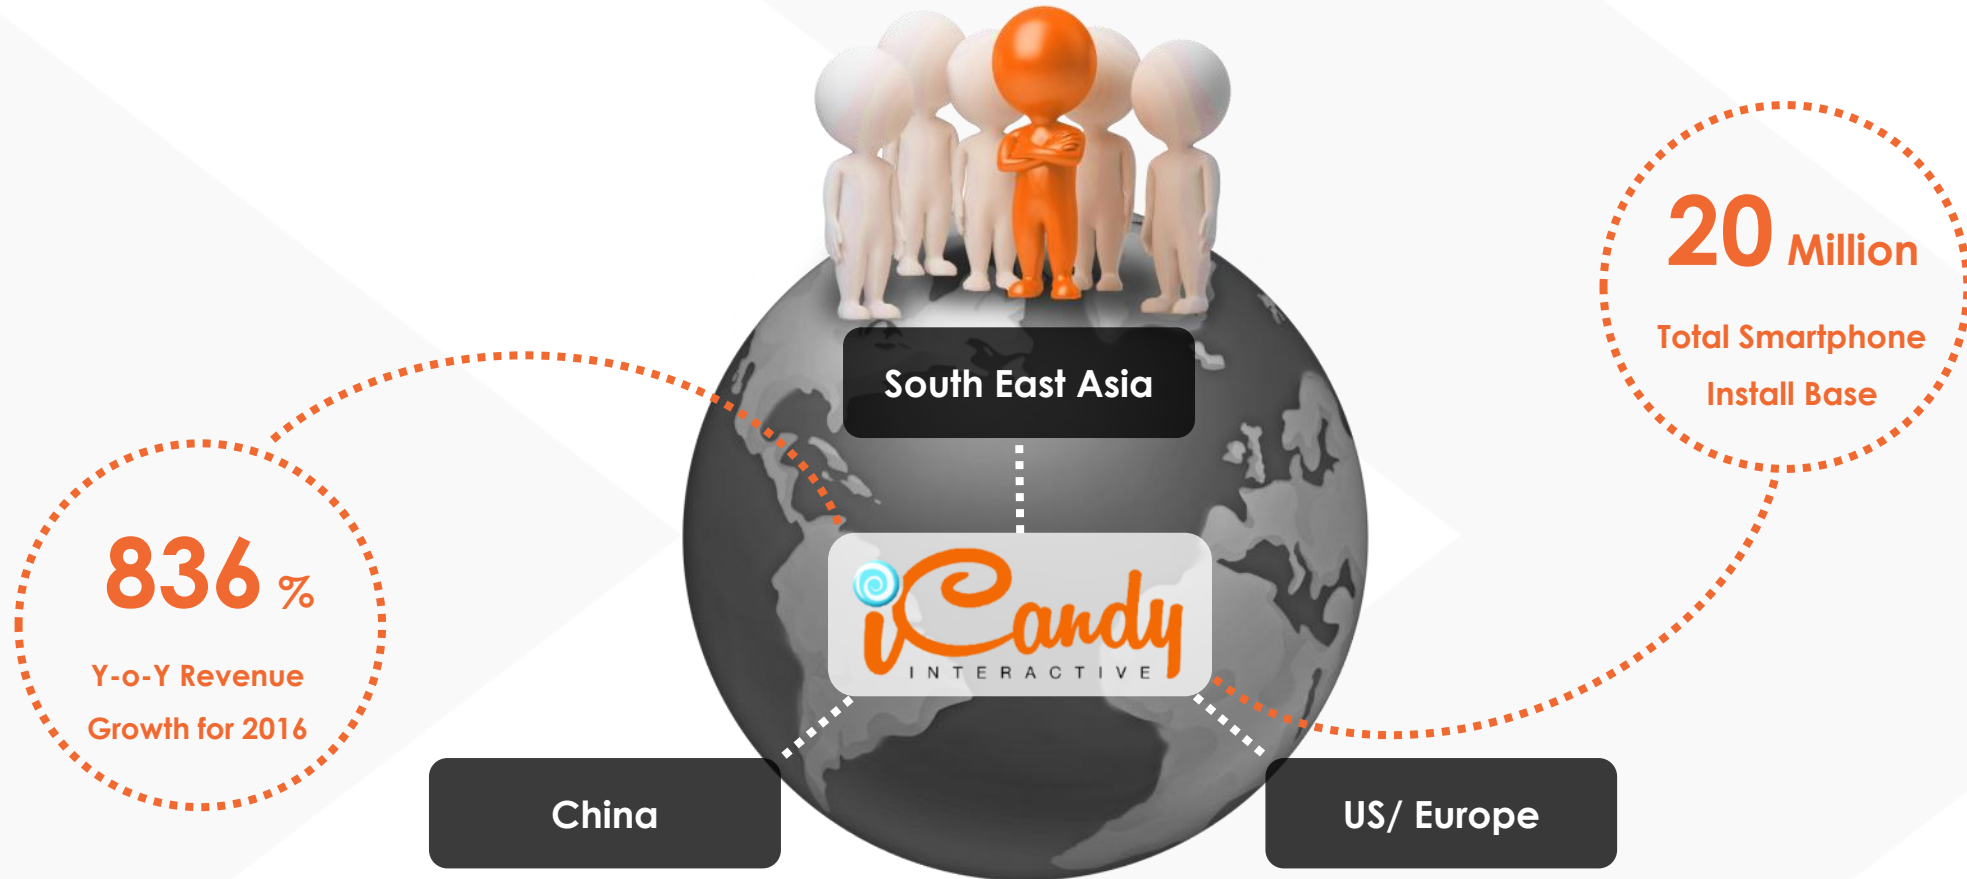 20 Million
Total Smartphone
Install Base
South East Asia
836 %
Y-o-Y Revenue
Growth for 2016
iCandy
INTERACTIVE
China
US/ Europe